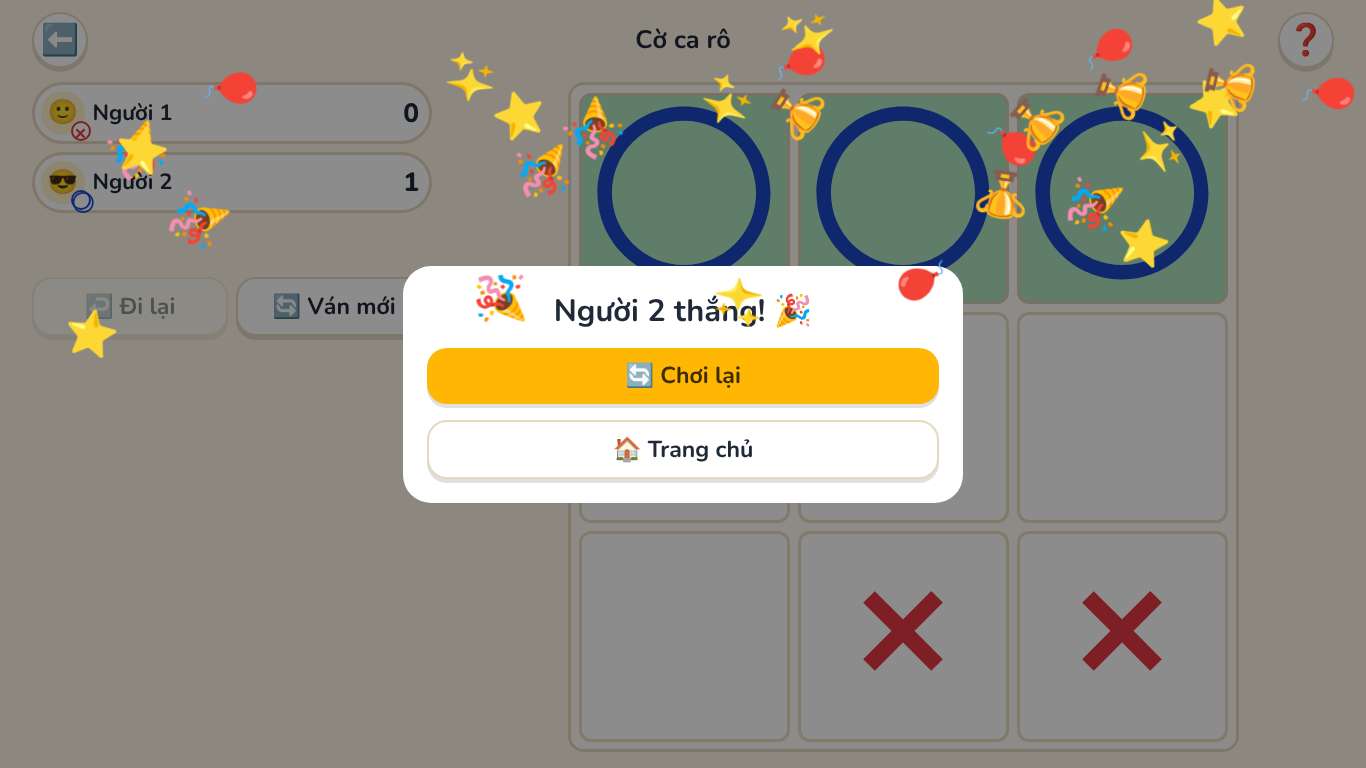 Cờ ca rô
Người 1
0
Người 2
1
Đi lại
Ván mới
Người 2 thắng!
Chơi lại
Trang chủ